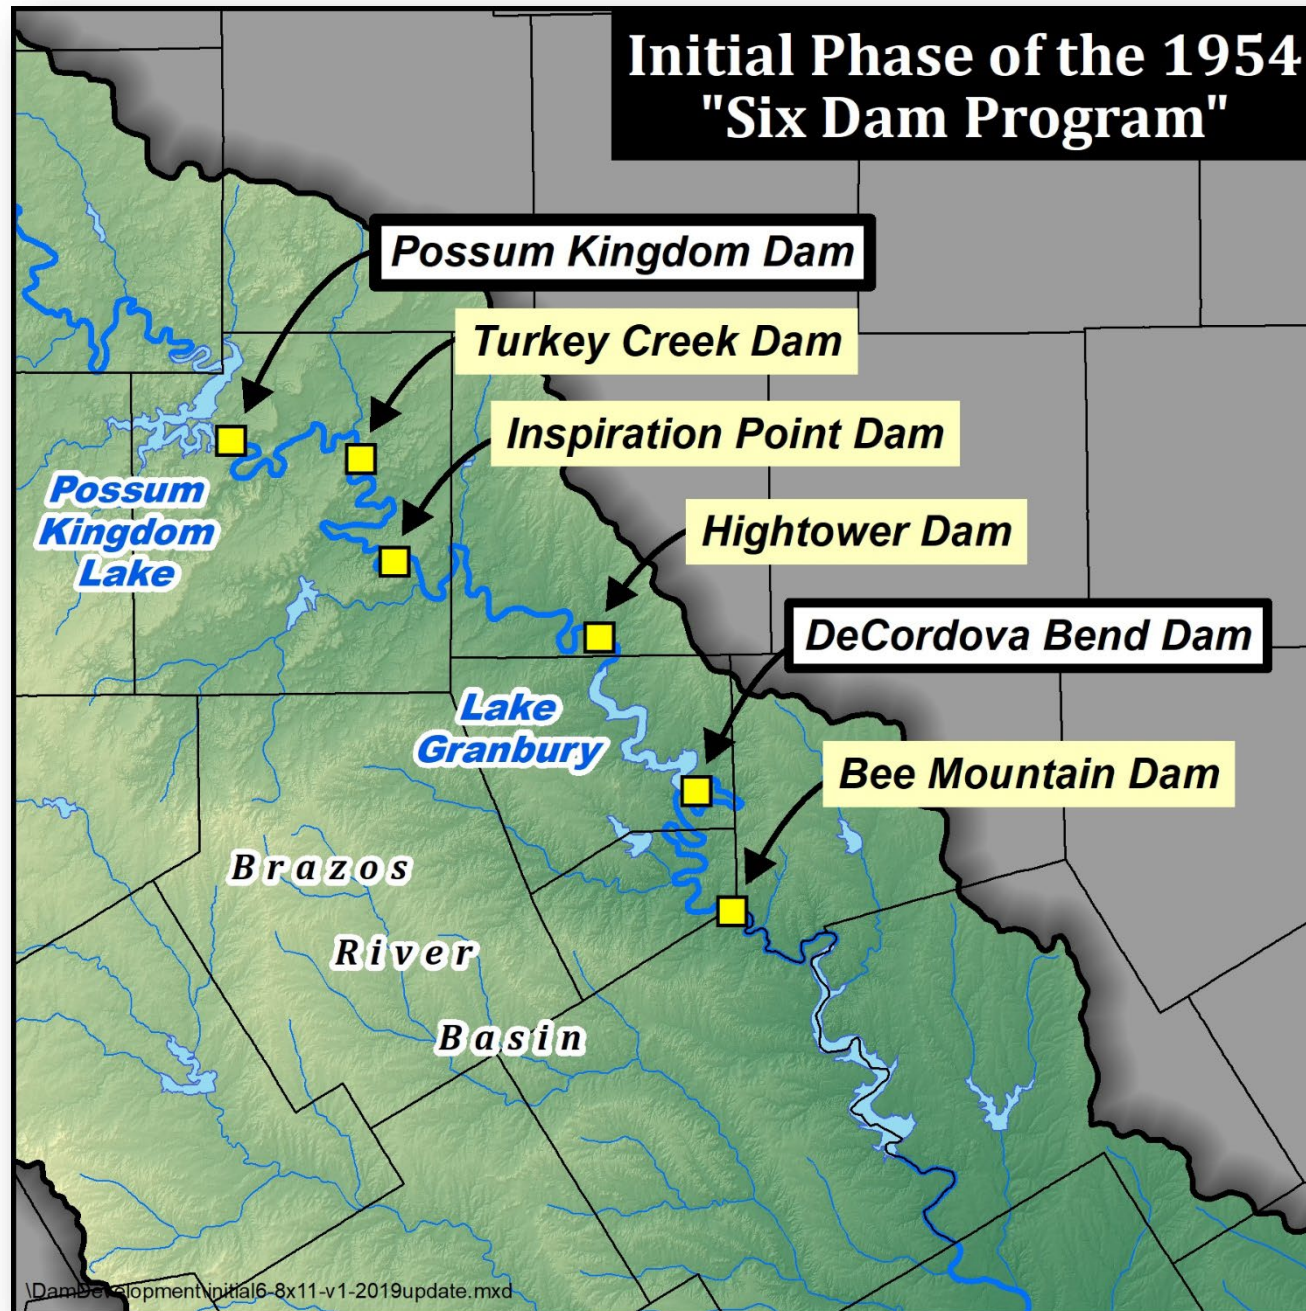 Initial Phase of the 1954
"Six Dam Program"
Possum Kingdom Dam
Turkey Creek Dam
Inspiration Point Dam
Possum
Kingdom
Lake
Hightower Dam
DeCordova Bend Dam
Lake
Granbury
Bee Mountain Dam
Brazos
River
Basin
\DamDevelopment\initial6-8x11-v1-2019update.mxd